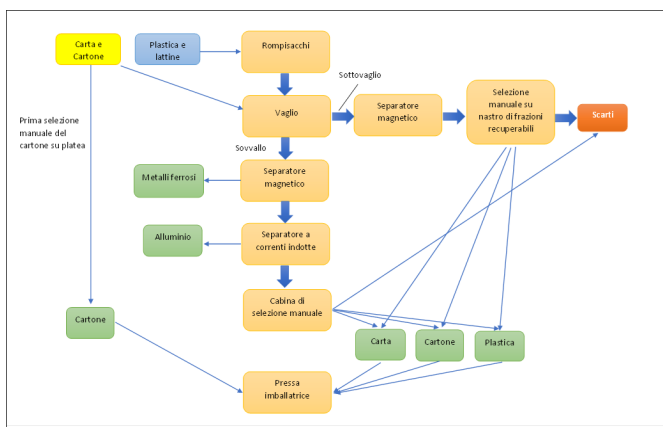 Carta e
Cartone
Plastica e
lattine
Rompisacchi
Sottovaglio
Prima selezione
manuale del
cartone su platea
Vaglio
Separatore
magnetico
Selezione
manuale su
nastro di frazioni
recuperabili
Scarti
Sovvallo
Metalli ferrosi
Separatore
magnetico
Alluminio
Separatore a
correnti indotte
Cabina di
selezione manuale
Cartone
Carta
Cartone
Plastica
Pressa
imballatrice